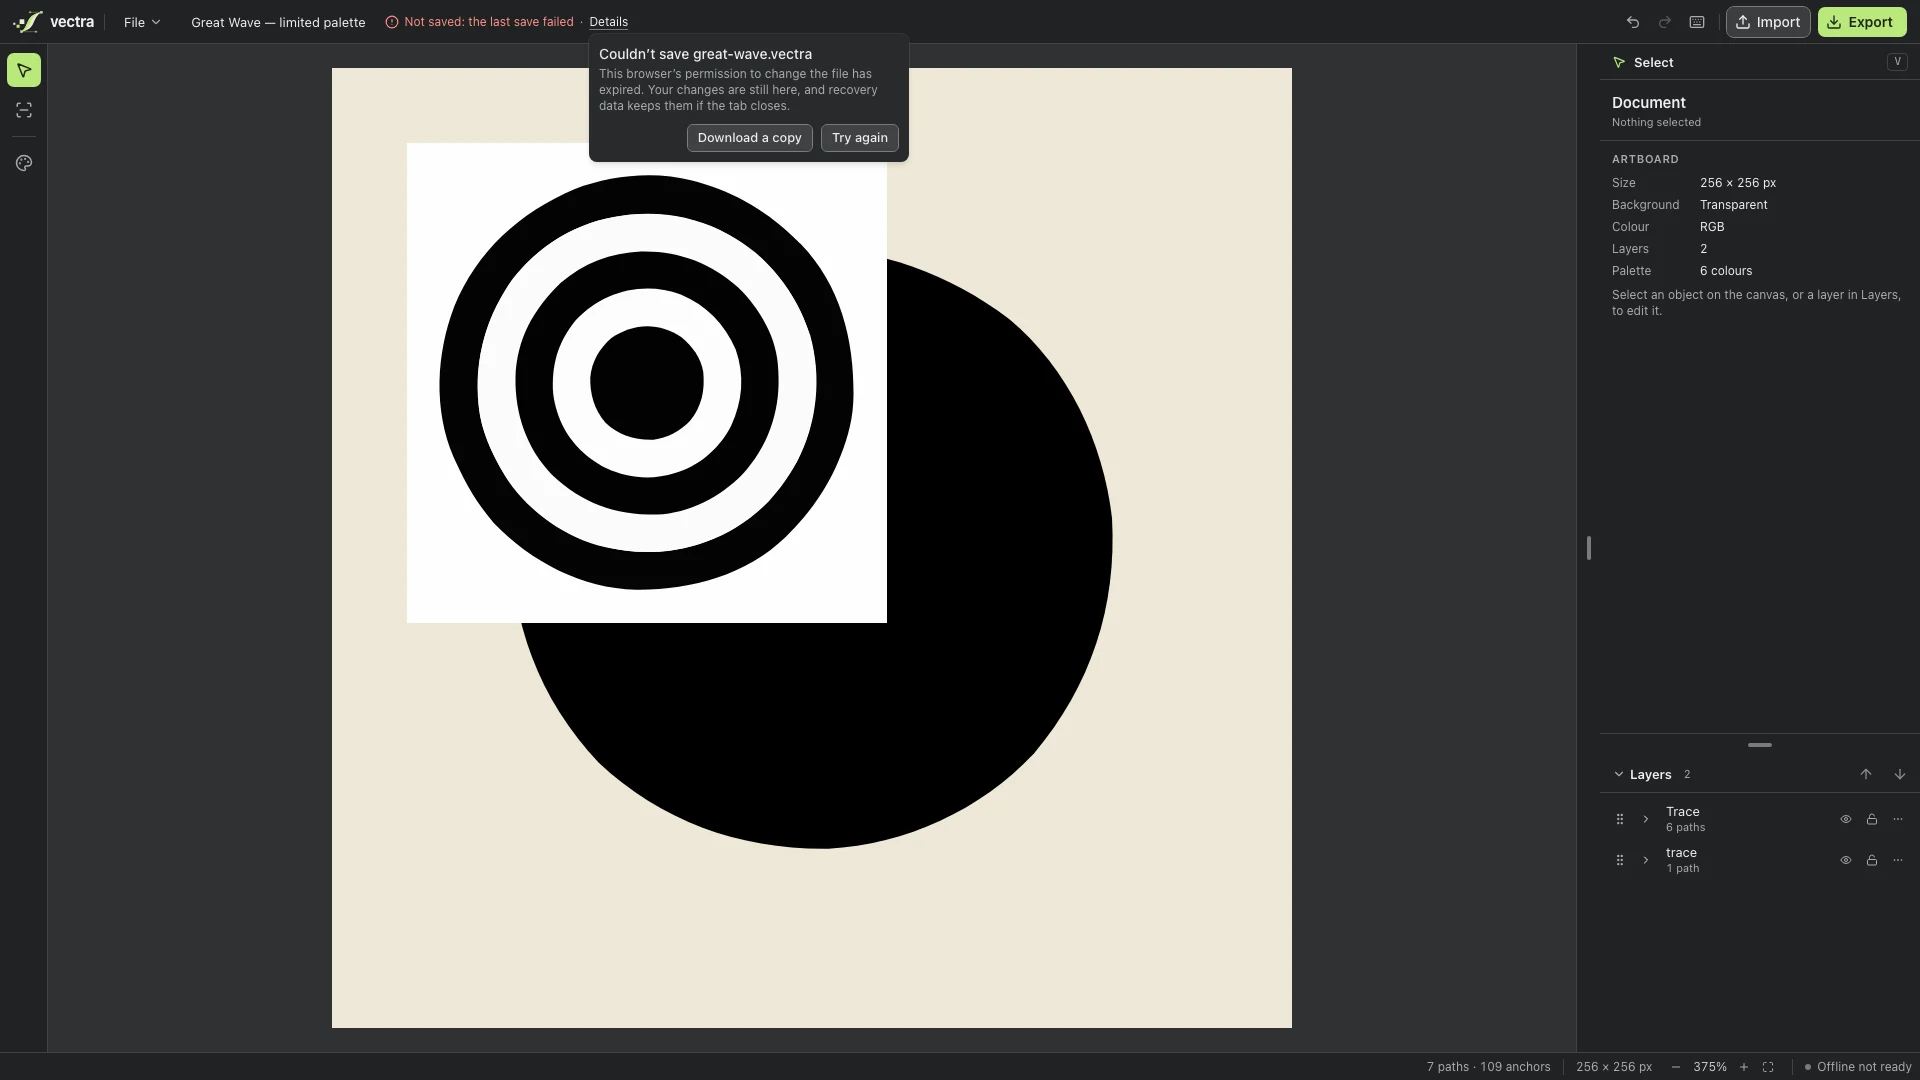 vectra
File
Great Wave — limited palette
Not saved: the last save failed · Details
Import
Export
Couldn’t save great-wave.vectra
This browser’s permission to change the file has
expired. Your changes are still here, and recovery
data keeps them if the tab closes.
Download a copy
Try again
Select
V
Document
Nothing selected
ARTBOARD
Size 256 × 256 px
Background Transparent
Colour RGB
Layers 2
Palette 6 colours
Select an object on the canvas, or a layer in Layers,
to edit it.
Layers 2
Trace
6 paths
trace
1 path
7 paths · 109 anchors
256 × 256 px
375%
Offline not ready